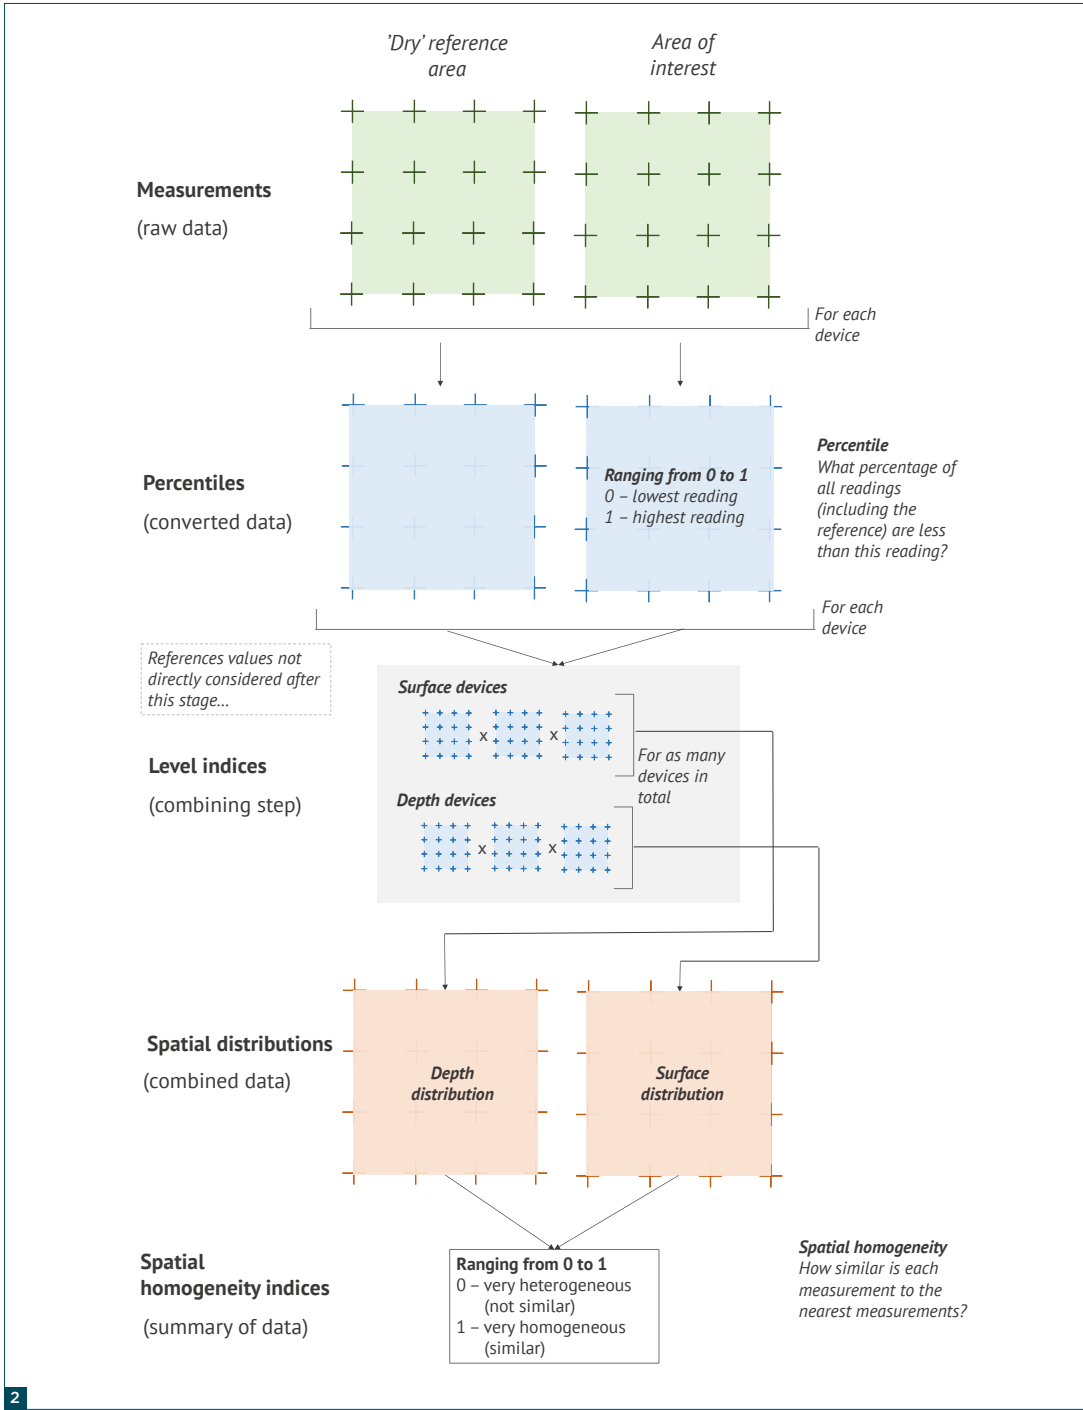 ’Dry’ reference
area
Area of
interest
Measurements
(raw data)
For each
device
Percentiles
(converted data)
Ranging from 0 to 1
0 – lowest reading
1 – highest reading
Percentile
What percentage of
all readings
(including the
reference) are less
than this reading?
For each
device
References values not
directly considered after
this stage...
Surface devices
x x
Level indices
(combining step)
For as many
devices in
total
Depth devices
x x
Spatial distributions
(combined data)
Depth
distribution
Surface
distribution
Spatial
homogeneity indices
(summary of data)
Ranging from 0 to 1
0 – very heterogeneous
(not similar)
1 – very homogeneous
(similar)
Spatial homogeneity
How similar is each
measurement to the
nearest measurements?
2